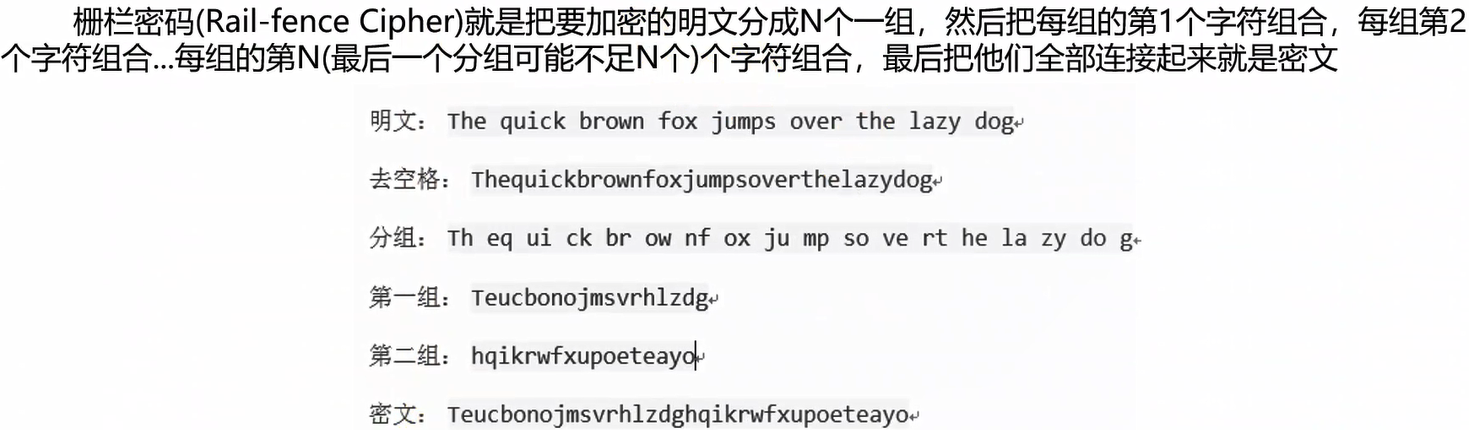 栅栏密码(Rail-fence Cipher)就是把要加密的明文分成N个一组，然后把每组的第1个字符组合，每组第2
个字符组合...每组的第N(最后一个分组可能不足N个)个字符组合，最后把他们全部连接起来就是密文
明文： The quick brown fox jumps over the lazy dog↵
去空格： Thequickbrownfoxjumpsoverthelazydog↵
分组： Th eq ui ck br ow nf ox ju mp so ve rt he la zy do g↵
第一组： Teucbonojmsvrhlzdg↵
第二组： hqikrwfxupoeteayo↵
密文： Teucbonojmsvrhlzdghqikrwfxupoeteayo↵